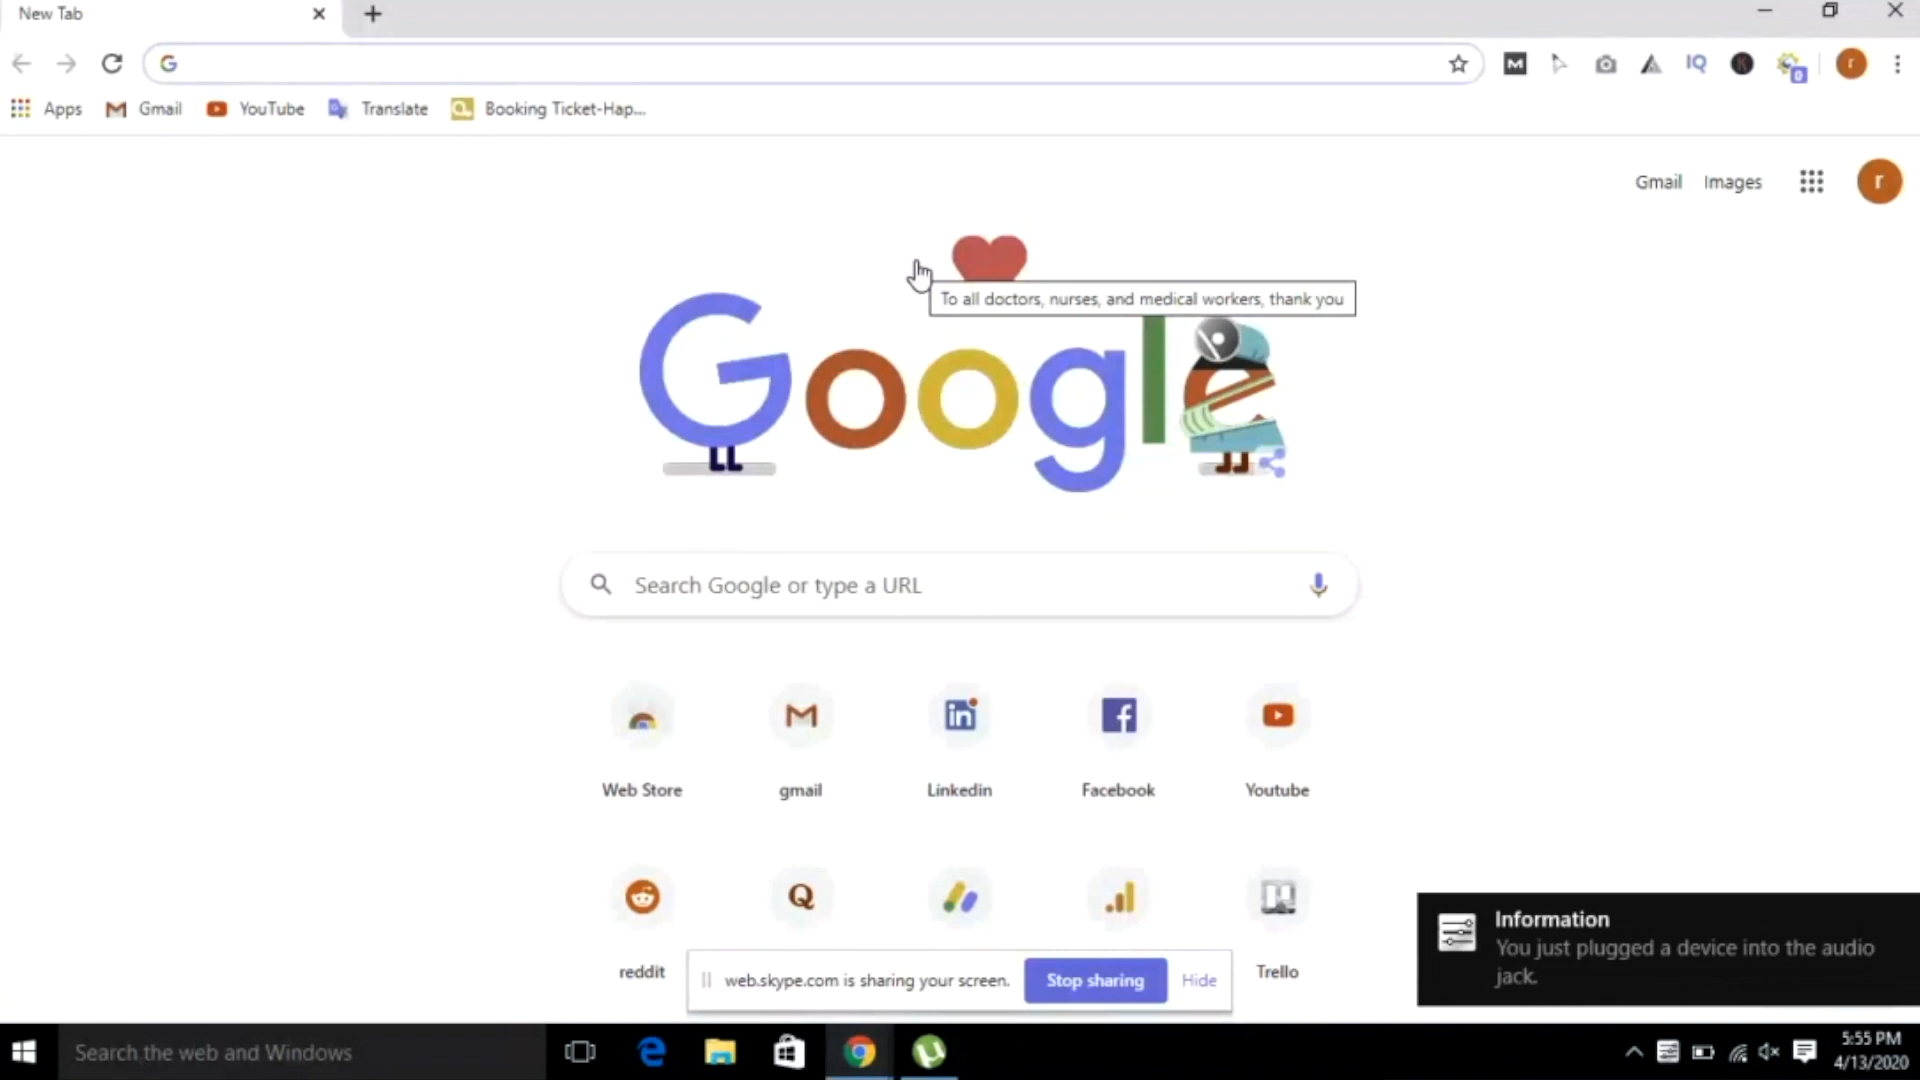 New Tab
Apps
Gmail
YouTube
Translate
Booking Ticket-Hap...
Gmail
Images
r
To all doctors, nurses, and medical workers, thank you
Google
Search Google or type a URL
Web Store
gmail
Linkedin
Facebook
Youtube
reddit
Trello
web.skype.com is sharing your screen.
Stop sharing
Hide
Information
You just plugged a device into the audio
jack.
Search the web and Windows
5:55 PM
4/13/2020